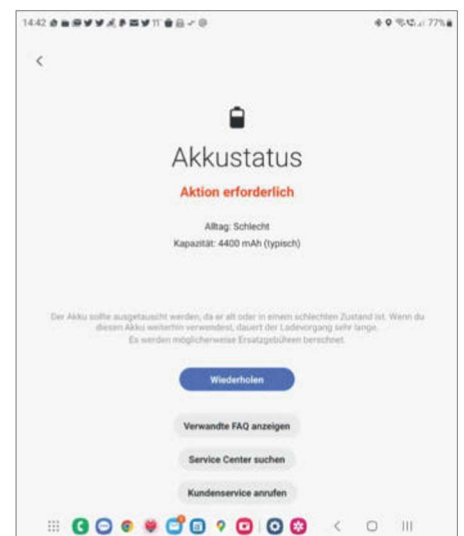 14:42
77%
Akkustatus
Aktion erforderlich
Alltag: Schlecht
Kapazität: 4400 mAh (typisch)
Der Akku sollte ausgetauscht werden, da er alt oder in einem schlechten Zustand ist. Wenn du
diesen Akku weiterhin verwendest, dauert der Ladevorgang sehr lange.
Es werden möglicherweise Ersatzgebühren berechnet.
Wiederholen
Verwandte FAQ anzeigen
Service Center suchen
Kundenservice anrufen